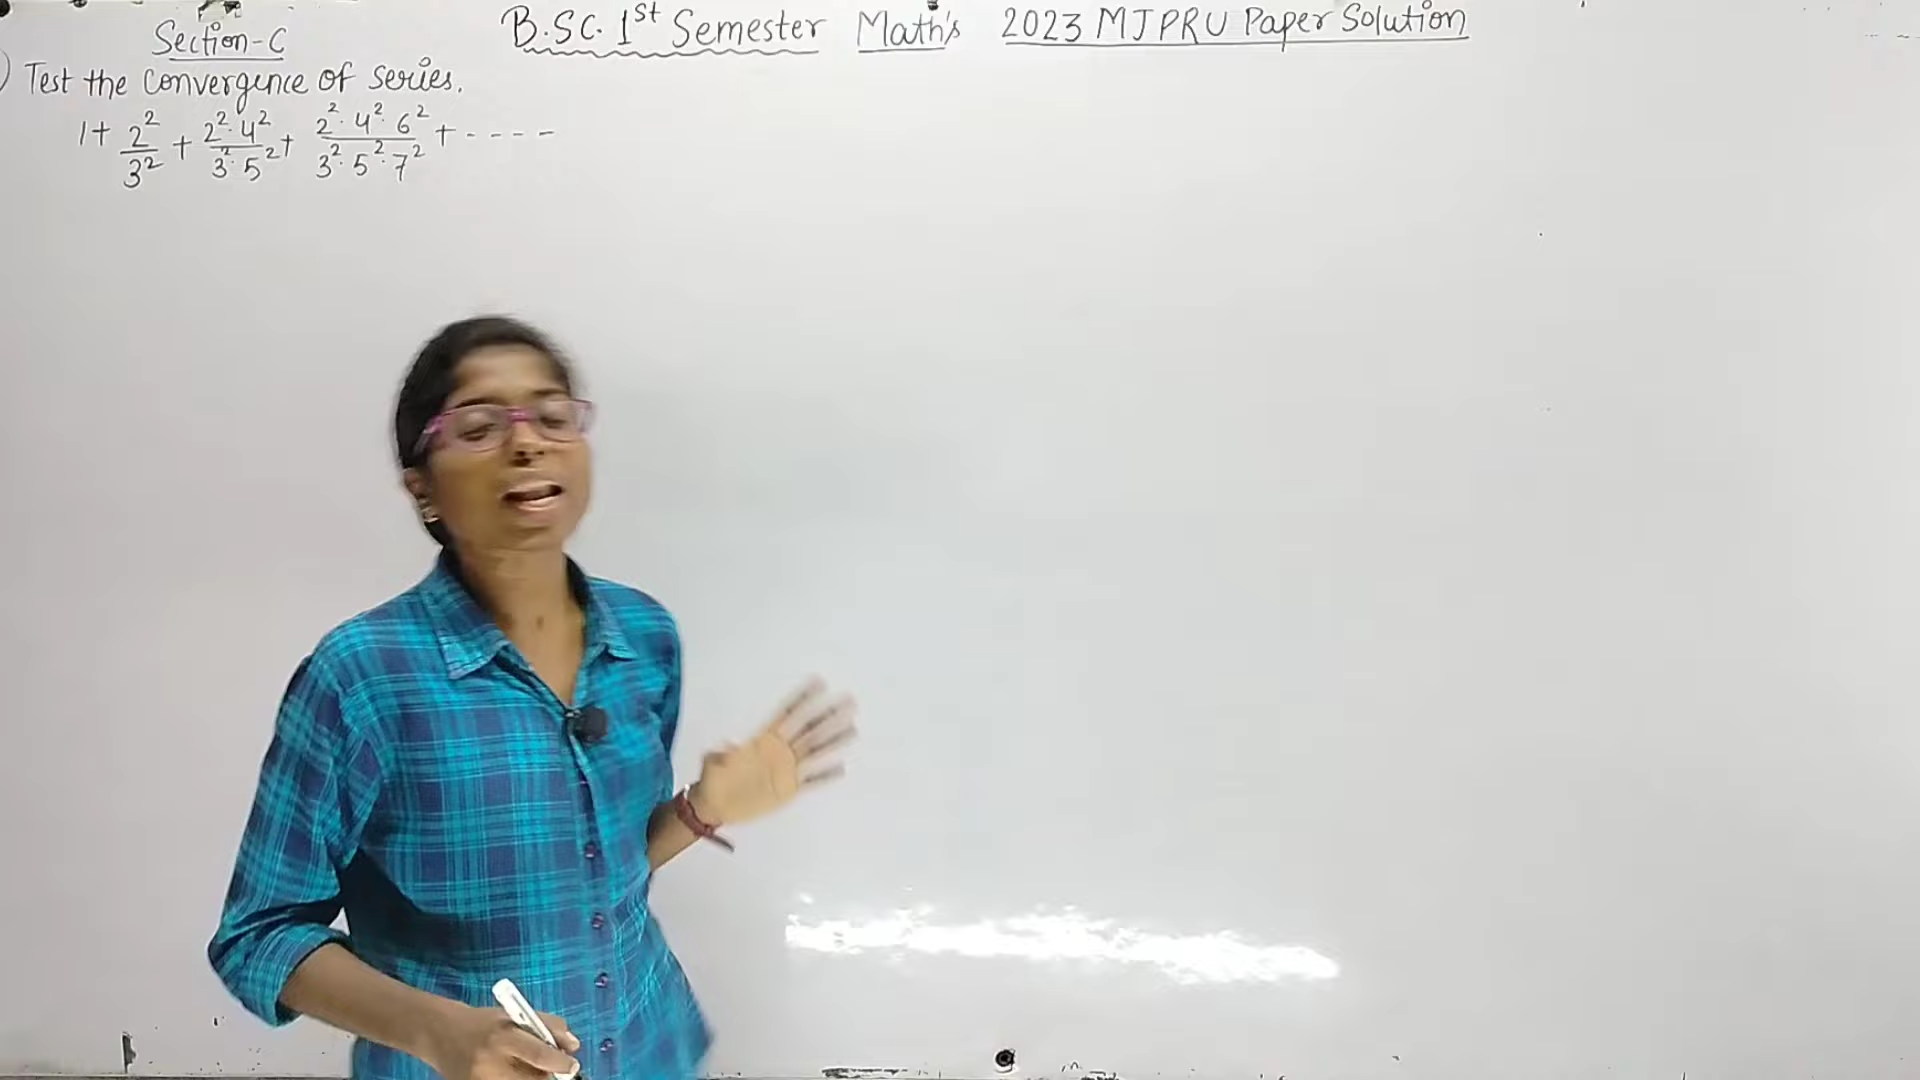 Section-C
B.SC. 1st Semester Math's 2023 MJPRU Paper Solution
) Test the convergence of series.
1 + 2²/3² + 2²·4²/3²·5² + 2²·4²·6²/3²·5²·7² + - - - -